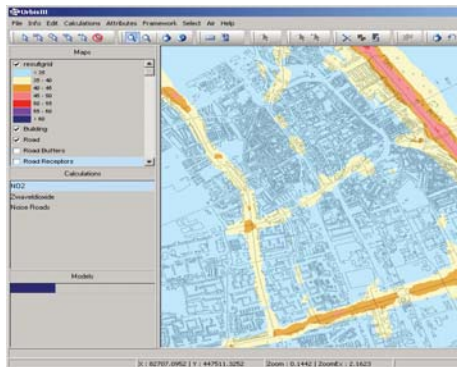 UrbisIII
File Info Edit Calculations Attributes Framework Select Air Help
Maps
resultgrid
< 35
35 - 40
40 - 45
45 - 50
50 - 55
55 - 60
> 60
Building
Road
Road Buffers
Road Receptors
Calculations
NO2
Zwaveldioxide
Noise Roads
Models
X : 82707.0952 | Y : 447511.3252 Zoom : 0.1442 | ZoomEx : 2.1623